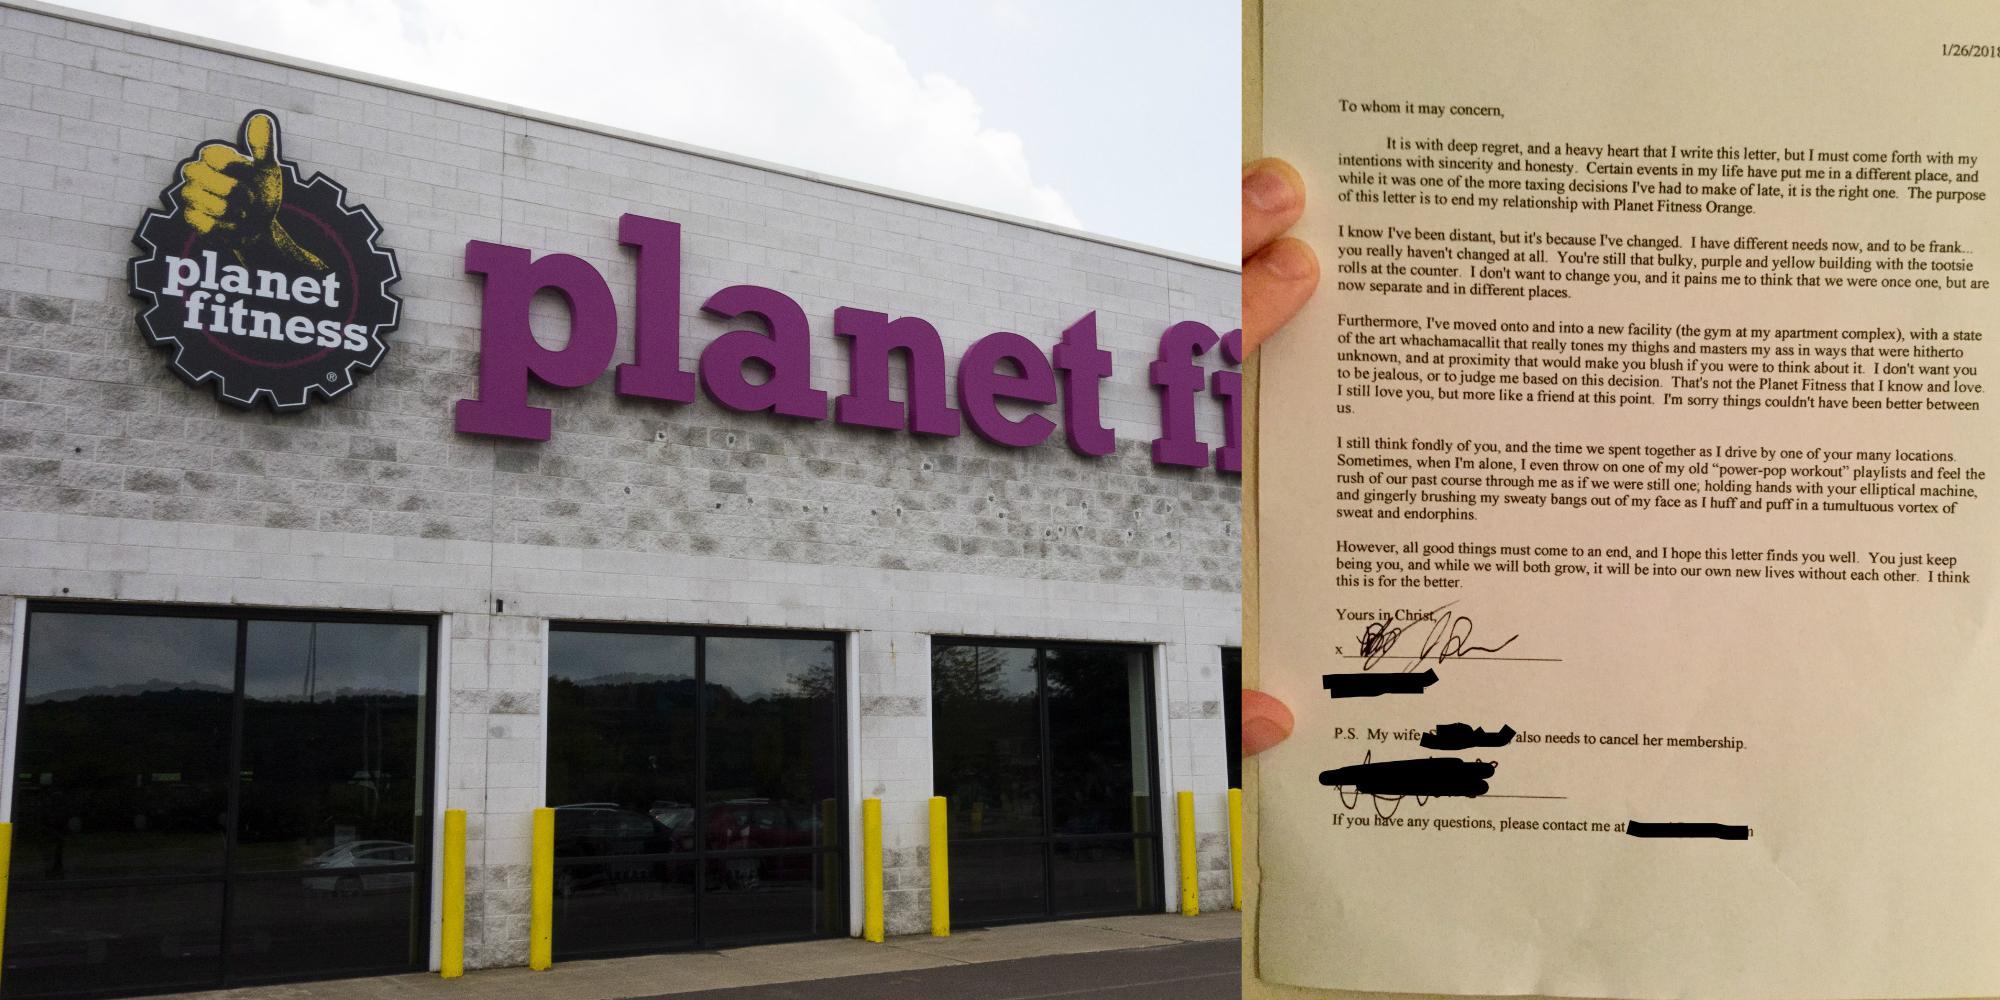 planet
fitness
®
planet fi
1/26/2018
To whom it may concern,
It is with deep regret, and a heavy heart that I write this letter, but I must come forth with my
intentions with sincerity and honesty. Certain events in my life have put me in a different place, and
while it was one of the more taxing decisions I've had to make of late, it is the right one. The purpose
of this letter is to end my relationship with Planet Fitness Orange.
I know I've been distant, but it's because I've changed. I have different needs now, and to be frank...
you really haven't changed at all. You're still that bulky, purple and yellow building with the tootsie
rolls at the counter. I don't want to change you, and it pains me to think that we were once one, but are
now separate and in different places.
Furthermore, I've moved onto and into a new facility (the gym at my apartment complex), with a state
of the art whachamacallit that really tones my thighs and masters my ass in ways that were hitherto
unknown, and at proximity that would make you blush if you were to think about it. I don't want you
to be jealous, or to judge me based on this decision. That's not the Planet Fitness that I know and love.
I still love you, but more like a friend at this point. I'm sorry things couldn't have been better between
us.
I still think fondly of you, and the time we spent together as I drive by one of your many locations.
Sometimes, when I'm alone, I even throw on one of my old “power-pop workout” playlists and feel the
rush of our past course through me as if we were still one; holding hands with your elliptical machine,
and gingerly brushing my sweaty bangs out of my face as I huff and puff in a tumultuous vortex of
sweat and endorphins.
However, all good things must come to an end, and I hope this letter finds you well. You just keep
being you, and while we will both grow, it will be into our own new lives without each other. I think
this is for the better.
Yours in Christ,
x
P.S. My wife, also needs to cancel her membership.
If you have any questions, please contact me at